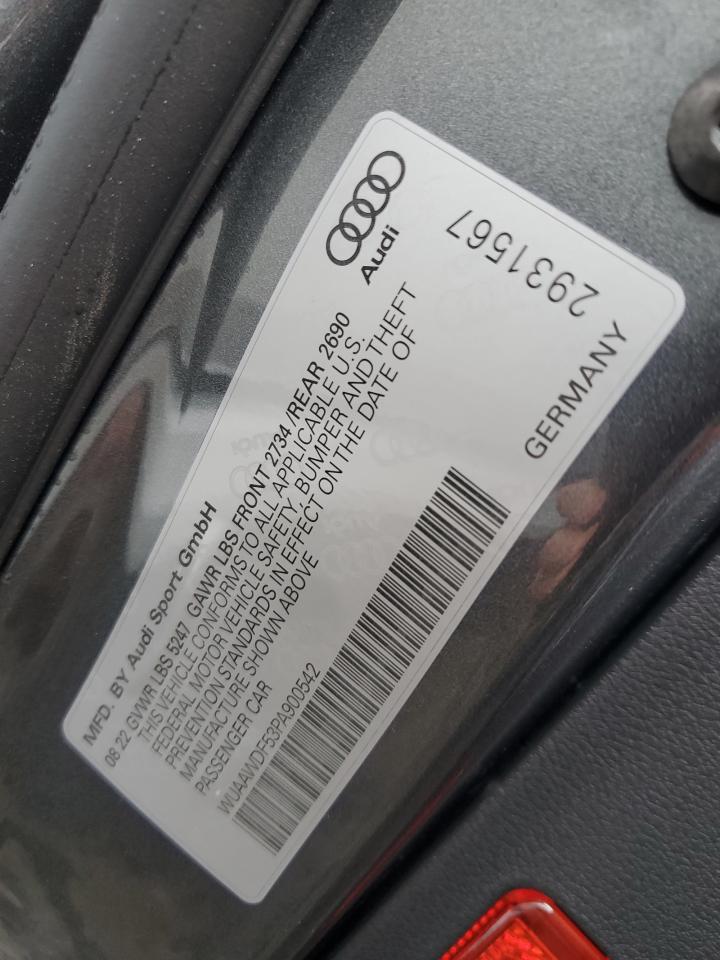 Audi
2931567
MFD. BY Audi Sport GmbH
08 22 GVWR LBS 5247 GAWR LBS FRONT 2734 /REAR 2690
THIS VEHICLE CONFORMS TO ALL APPLICABLE U.S.
FEDERAL MOTOR VEHICLE SAFETY, BUMPER AND THEFT
PREVENTION STANDARDS IN EFFECT ON THE DATE OF
MANUFACTURE SHOWN ABOVE
PASSENGER CAR
GERMANY
WUAAWDF53PA900542